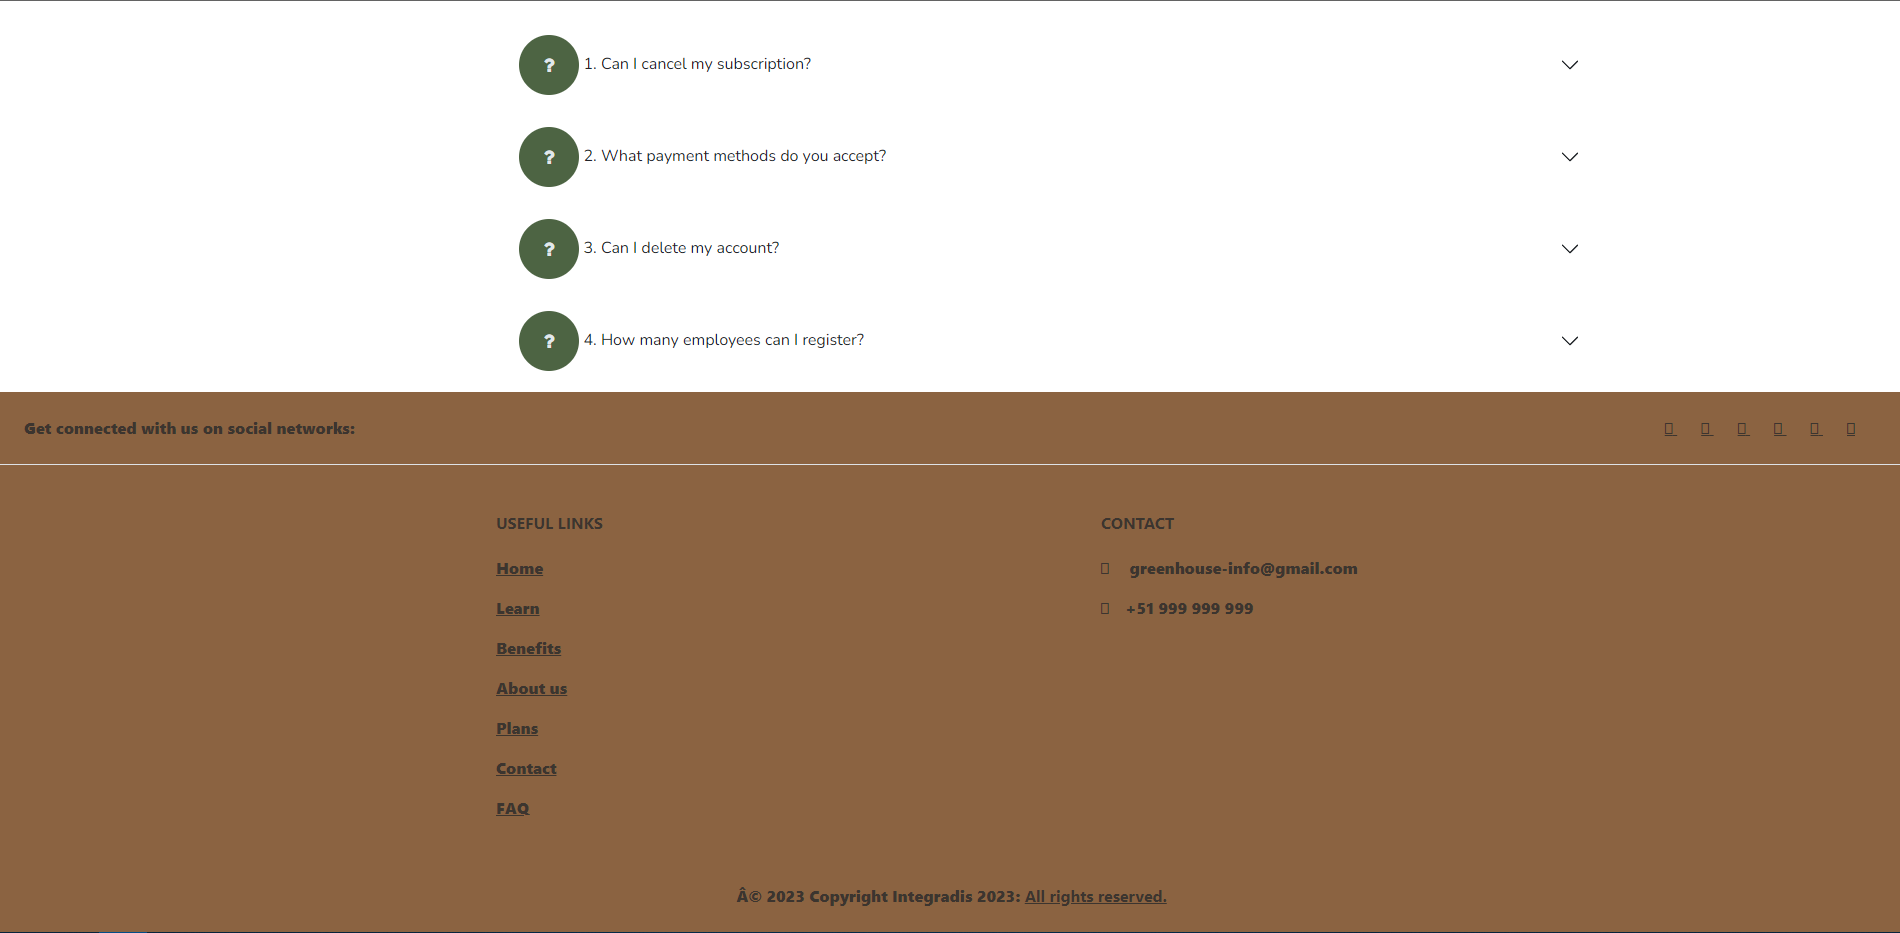 ? 1. Can I cancel my subscription?
? 2. What payment methods do you accept?
? 3. Can I delete my account?
? 4. How many employees can I register?
Get connected with us on social networks:
USEFUL LINKS
Home
Learn
Benefits
About us
Plans
Contact
FAQ
CONTACT
greenhouse-info@gmail.com
+51 999 999 999
Â© 2023 Copyright Integradis 2023: All rights reserved.